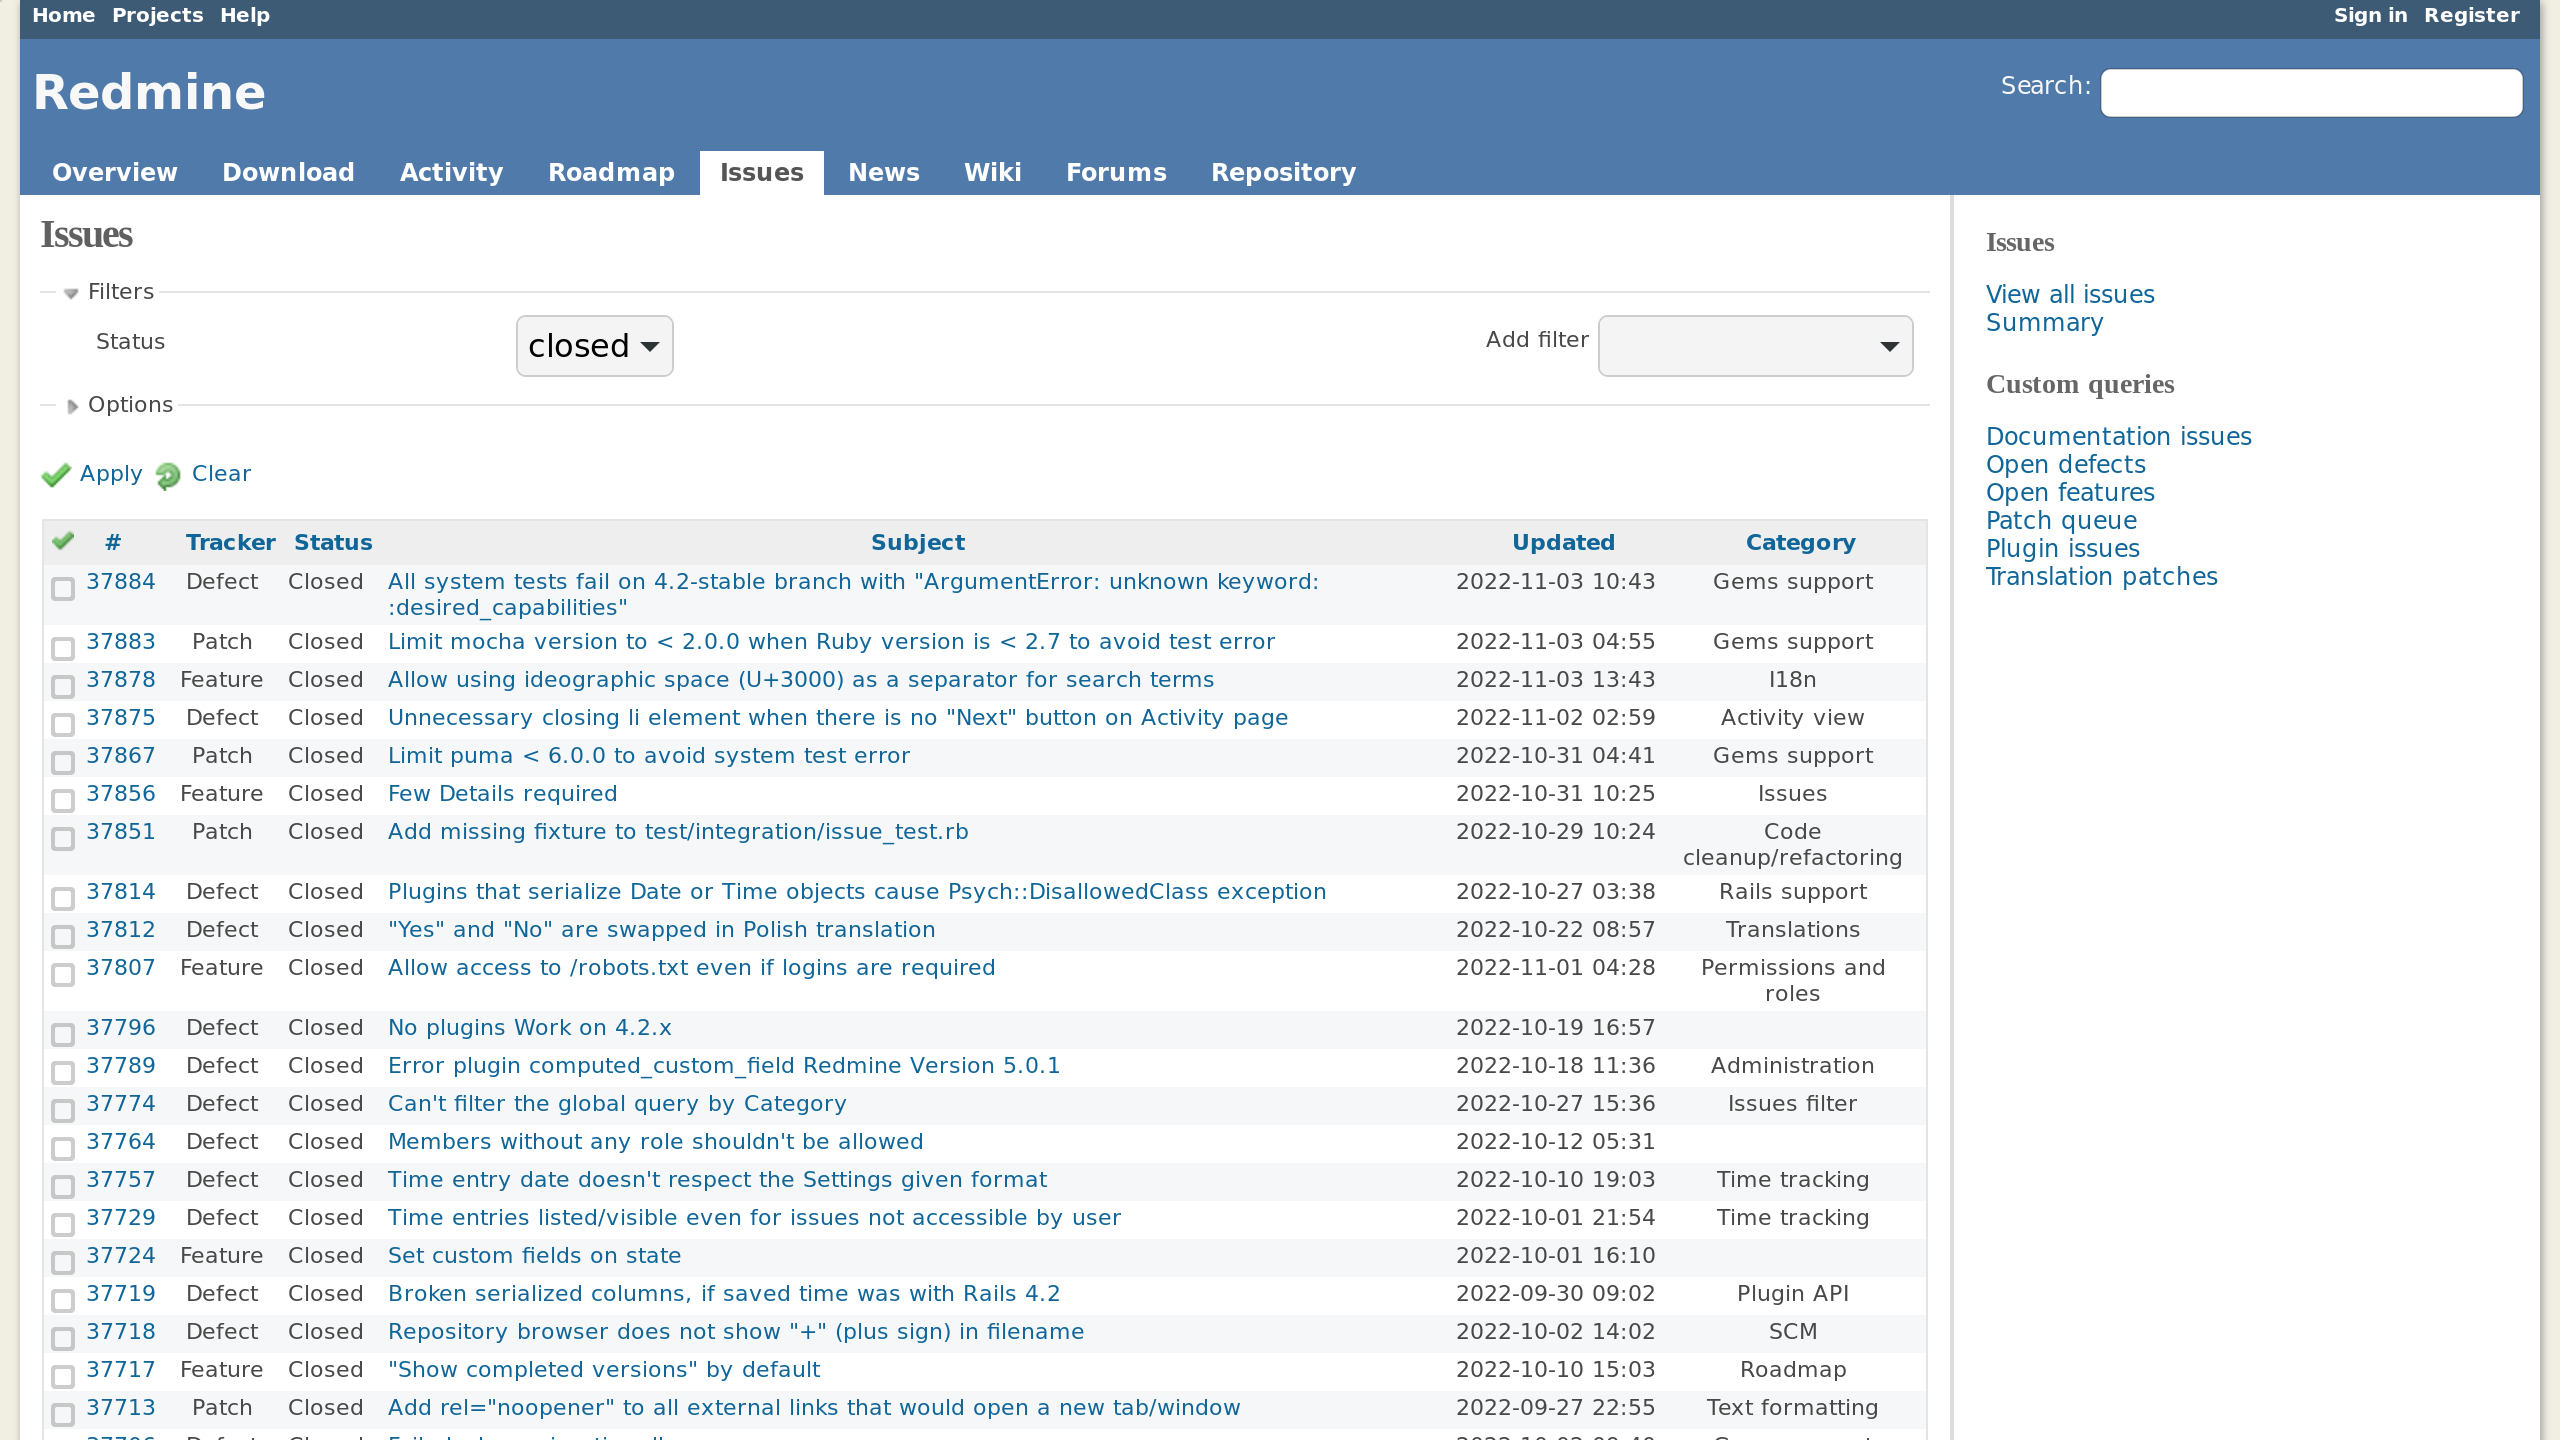 Home Projects Help Sign in Register
Redmine Search:
Overview Download Activity Roadmap Issues News Wiki Forums Repository
Issues
Filters
Status closed Add filter
Options
Apply Clear
# Tracker Status Subject Updated Category
37884 Defect Closed All system tests fail on 4.2-stable branch with "ArgumentError: unknown keyword: 2022-11-03 10:43 Gems support
:desired_capabilities"
37883 Patch Closed Limit mocha version to < 2.0.0 when Ruby version is < 2.7 to avoid test error 2022-11-03 04:55 Gems support
37878 Feature Closed Allow using ideographic space (U+3000) as a separator for search terms 2022-11-03 13:43 I18n
37875 Defect Closed Unnecessary closing li element when there is no "Next" button on Activity page 2022-11-02 02:59 Activity view
37867 Patch Closed Limit puma < 6.0.0 to avoid system test error 2022-10-31 04:41 Gems support
37856 Feature Closed Few Details required 2022-10-31 10:25 Issues
37851 Patch Closed Add missing fixture to test/integration/issue_test.rb 2022-10-29 10:24 Code
cleanup/refactoring
37814 Defect Closed Plugins that serialize Date or Time objects cause Psych::DisallowedClass exception 2022-10-27 03:38 Rails support
37812 Defect Closed "Yes" and "No" are swapped in Polish translation 2022-10-22 08:57 Translations
37807 Feature Closed Allow access to /robots.txt even if logins are required 2022-11-01 04:28 Permissions and
roles
37796 Defect Closed No plugins Work on 4.2.x 2022-10-19 16:57
37789 Defect Closed Error plugin computed_custom_field Redmine Version 5.0.1 2022-10-18 11:36 Administration
37774 Defect Closed Can't filter the global query by Category 2022-10-27 15:36 Issues filter
37764 Defect Closed Members without any role shouldn't be allowed 2022-10-12 05:31
37757 Defect Closed Time entry date doesn't respect the Settings given format 2022-10-10 19:03 Time tracking
37729 Defect Closed Time entries listed/visible even for issues not accessible by user 2022-10-01 21:54 Time tracking
37724 Feature Closed Set custom fields on state 2022-10-01 16:10
37719 Defect Closed Broken serialized columns, if saved time was with Rails 4.2 2022-09-30 09:02 Plugin API
37718 Defect Closed Repository browser does not show "+" (plus sign) in filename 2022-10-02 14:02 SCM
37717 Feature Closed "Show completed versions" by default 2022-10-10 15:03 Roadmap
37713 Patch Closed Add rel="noopener" to all external links that would open a new tab/window 2022-09-27 22:55 Text formatting
Issues
View all issues
Summary
Custom queries
Documentation issues
Open defects
Open features
Patch queue
Plugin issues
Translation patches